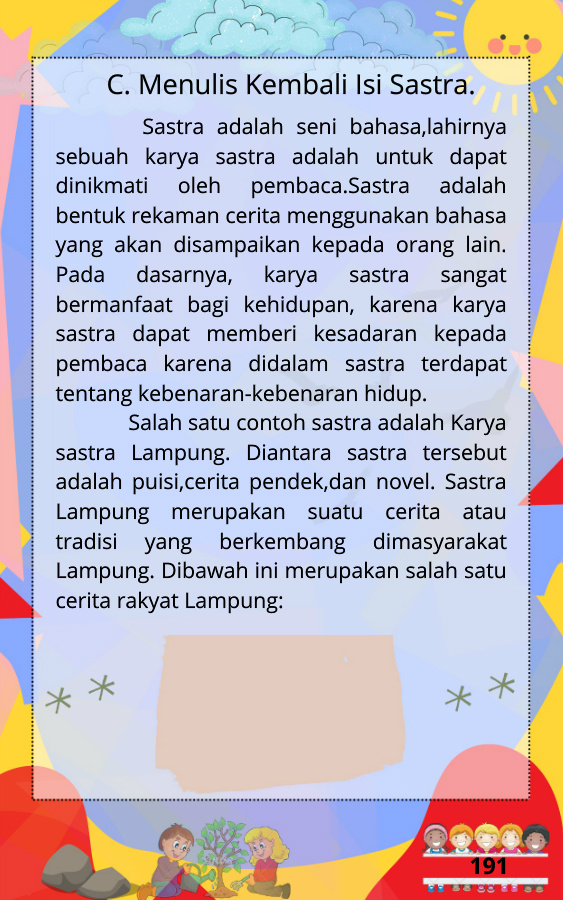 C. Menulis Kembali Isi Sastra.
Sastra adalah seni bahasa,lahirnya
sebuah karya sastra adalah untuk dapat
dinikmati oleh pembaca.Sastra adalah
bentuk rekaman cerita menggunakan bahasa
yang akan disampaikan kepada orang lain.
Pada dasarnya, karya sastra sangat
bermanfaat bagi kehidupan, karena karya
sastra dapat memberi kesadaran kepada
pembaca karena didalam sastra terdapat
tentang kebenaran-kebenaran hidup.
Salah satu contoh sastra adalah Karya
sastra Lampung. Diantara sastra tersebut
adalah puisi,cerita pendek,dan novel. Sastra
Lampung merupakan suatu cerita atau
tradisi yang berkembang dimasyarakat
Lampung. Dibawah ini merupakan salah satu
cerita rakyat Lampung:
191